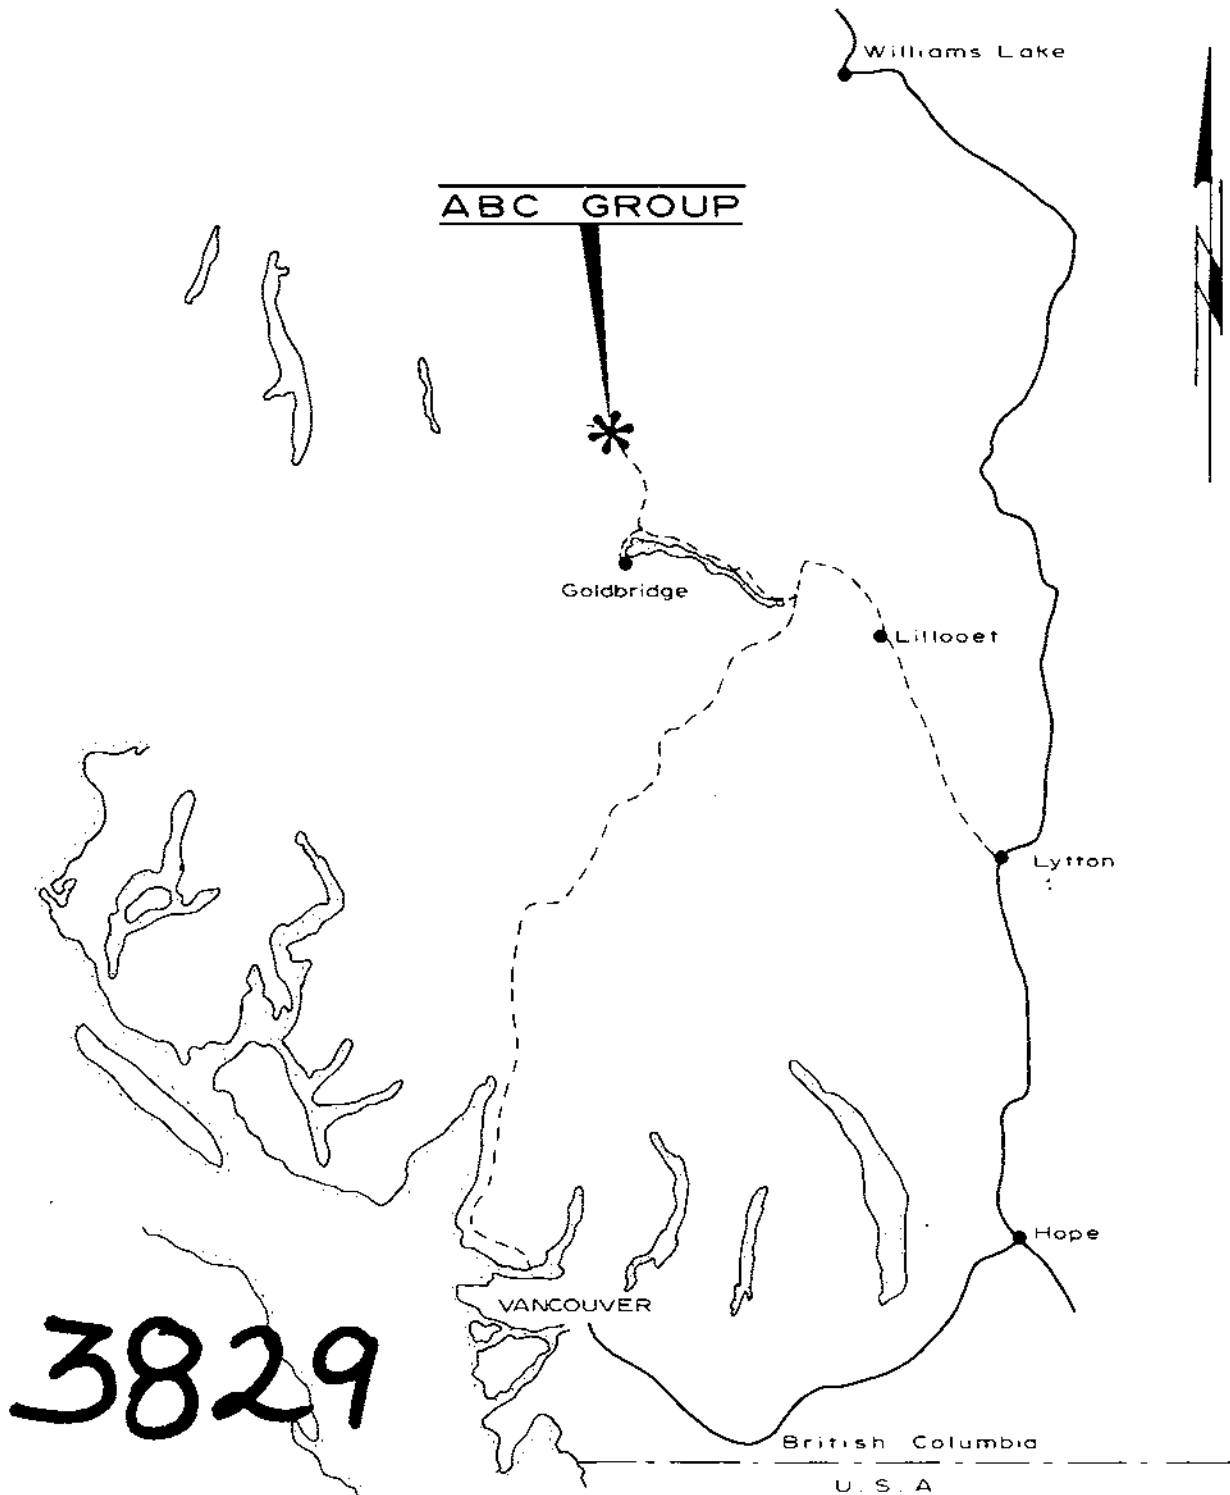 Williams Lake
ABC GROUP
Goldbridge
Lillooet
Lytton
Hope
VANCOUVER
3829
British Columbia
U.S.A